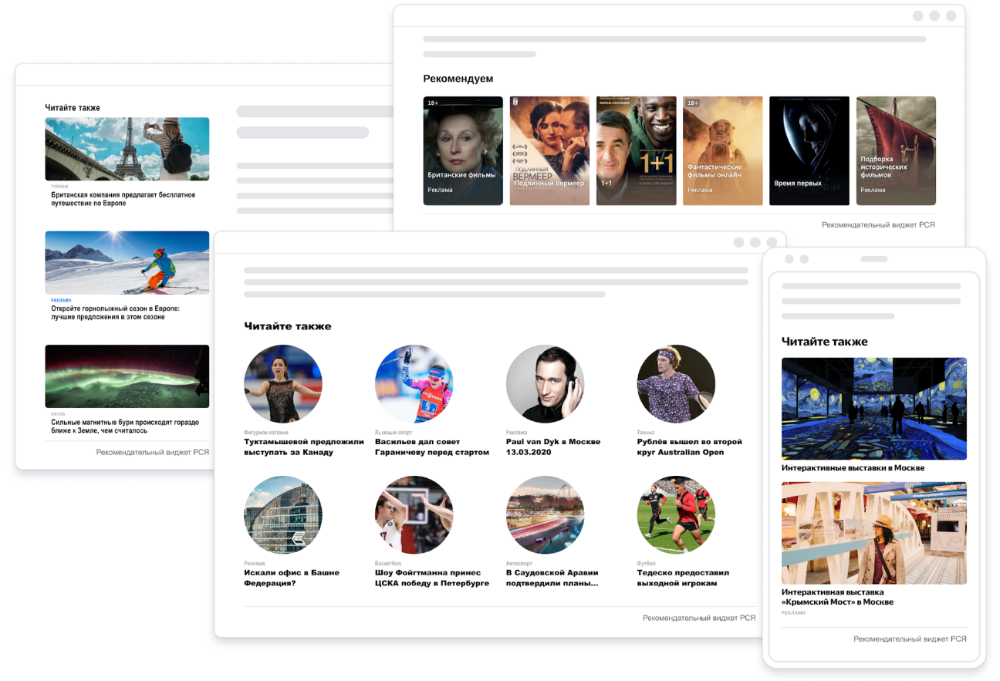 Читайте также
ТУРИЗМ
Британская компания предлагает бесплатное
путешествие по Европе
РЕКЛАМА
Откройте горнолыжный сезон в Европе:
лучшие предложения в этом сезоне
НАУКА
Сильные магнитные бури происходят гораздо
ближе к Земле, чем считалось
Рекомендательный виджет РСЯ
Рекомендуем
18+
Британские фильмы
Реклама
ПОДЛИННЫЙ
ВЕРМЕЕР
Подлинный Вермеер
1+1
1+1
18+
Фантастические
фильмы онлайн
Реклама
Время первых
Подборка
исторических
фильмов
Реклама
Рекомендательный виджет РСЯ
Читайте также
Фигурное катание
Туктамышевой предложили
выступать за Канаду
Лыжный спорт
Васильев дал совет
Гараничеву перед стартом
Реклама
Paul van Dyk в Москве
13.03.2020
Теннис
Рублёв вышел во второй
круг Australian Open
Реклама
Искали офис в Башне
Федерация?
Баскетбол
Шоу Фойгтманна принес
ЦСКА победу в Петербурге
Автоспорт
В Саудовской Аравии
подтвердили планы...
Футбол
Тедеско предоставил
выходной игрокам
Рекомендательный виджет РСЯ
Читайте также
Интерактивные выставки в Москве
Интерактивная выставка
«Крымский Мост» в Москве
РЕКЛАМА
Рекомендательный виджет РСЯ